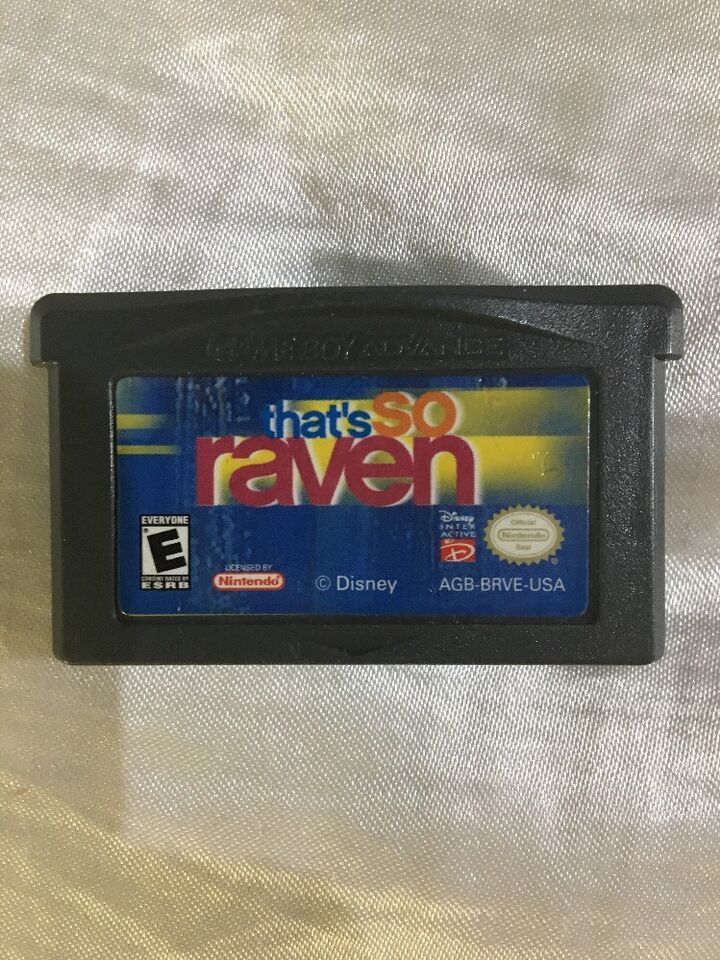 GAME BOY ADVANCE
that's so
raven
EVERYONE
E
CONTENT RATED BY
ESRB
LICENSED BY
Nintendo
© Disney
Disney
INTER
ACTIVE
D
Official
Nintendo
Seal
AGB-BRVE-USA